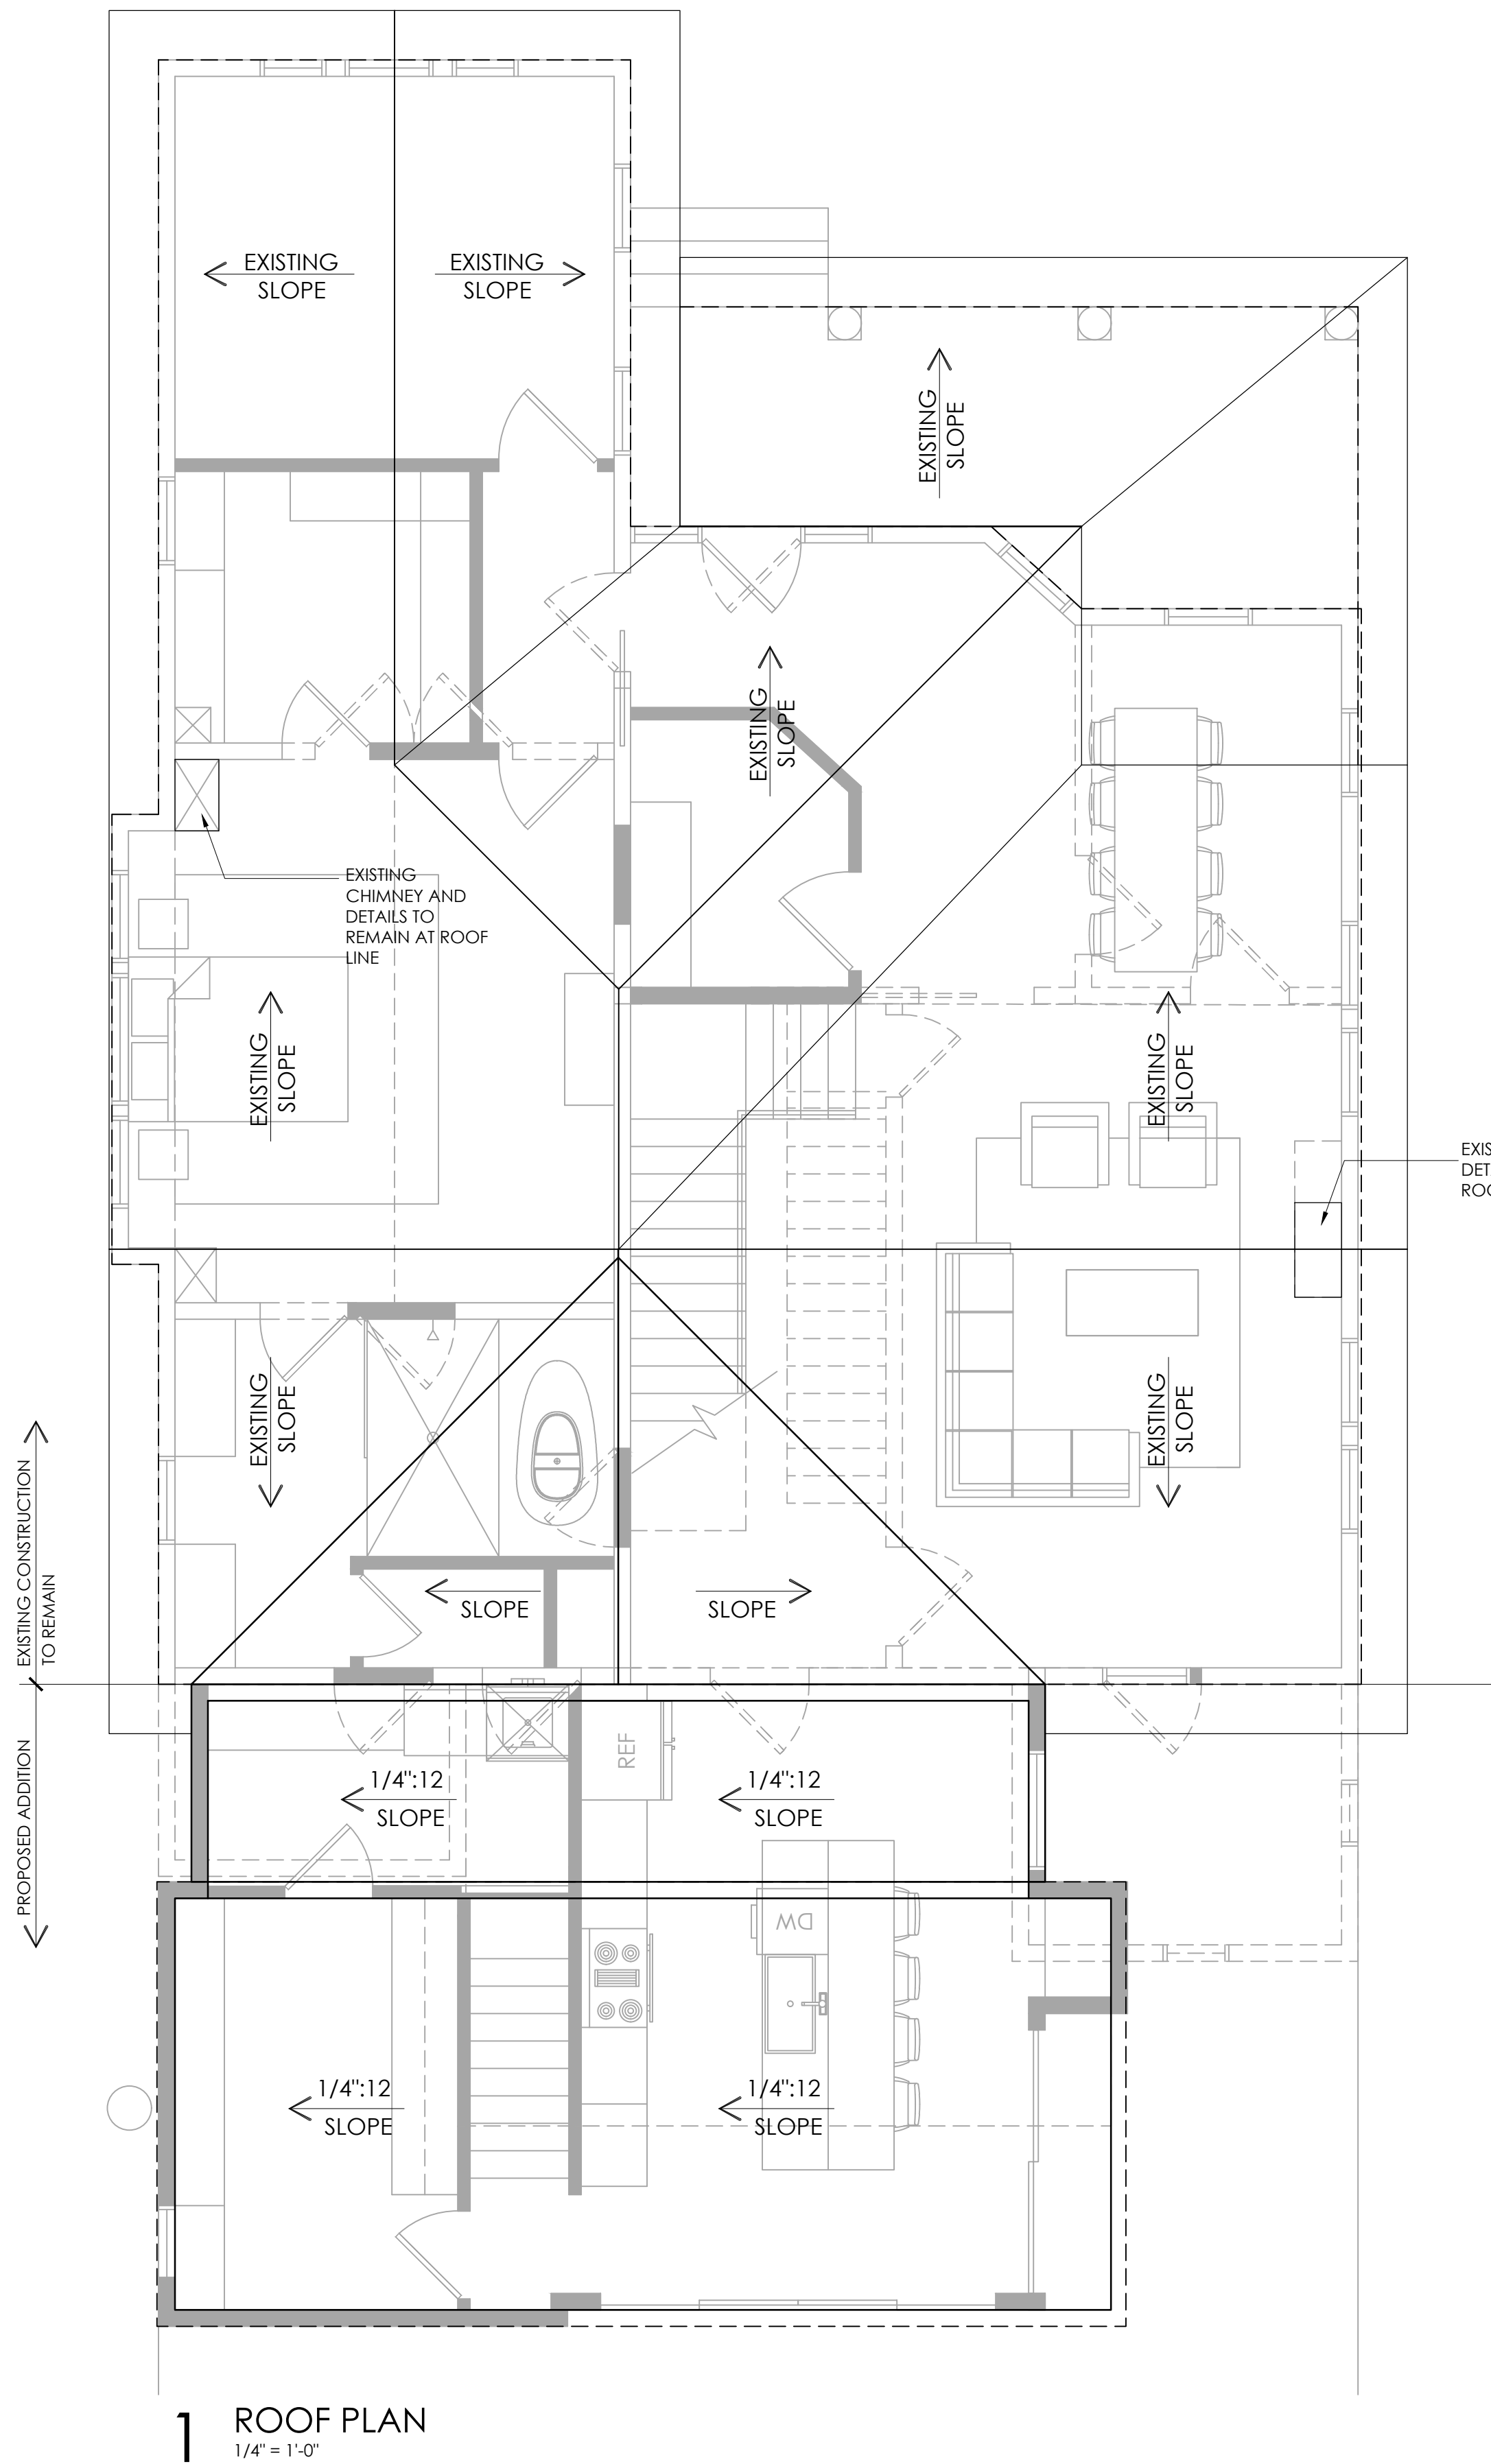 EXISTING
SLOPE
EXISTING
SLOPE
EXISTING
SLOPE
EXISTING
SLOPE
EXISTING
CHIMNEY AND
DETAILS TO
REMAIN AT ROOF
LINE
EXISTING
SLOPE
EXISTING
SLOPE
EXISTING
SLOPE
EXISTING
SLOPE
EXISTING CONSTRUCTION
TO REMAIN
SLOPE
SLOPE
PROPOSED ADDITION
REF
1/4":12
SLOPE
1/4":12
SLOPE
DW
1/4":12
SLOPE
1/4":12
SLOPE
1
ROOF PLAN
1/4" = 1'-0"